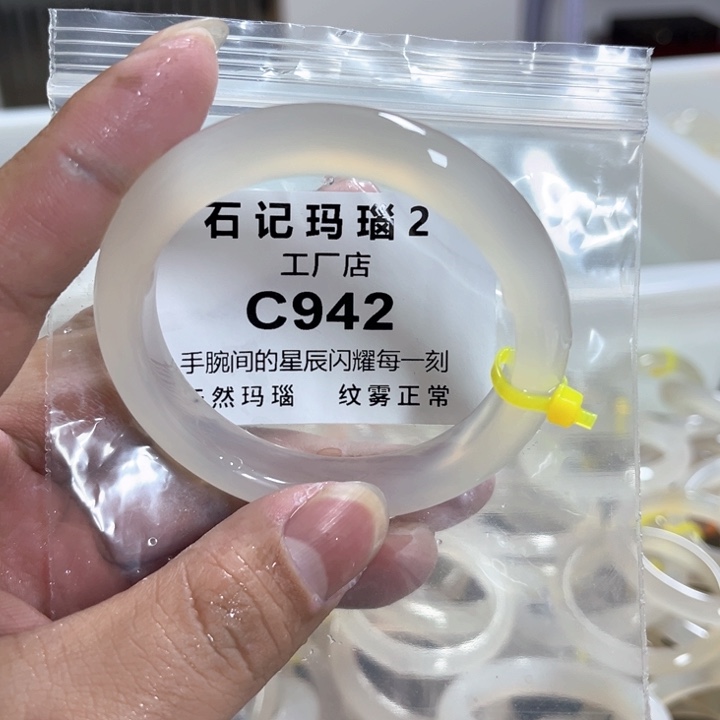 石记玛瑙2
工厂店
C942
手腕间的星辰闪耀每一刻
然玛瑙 纹雾正常